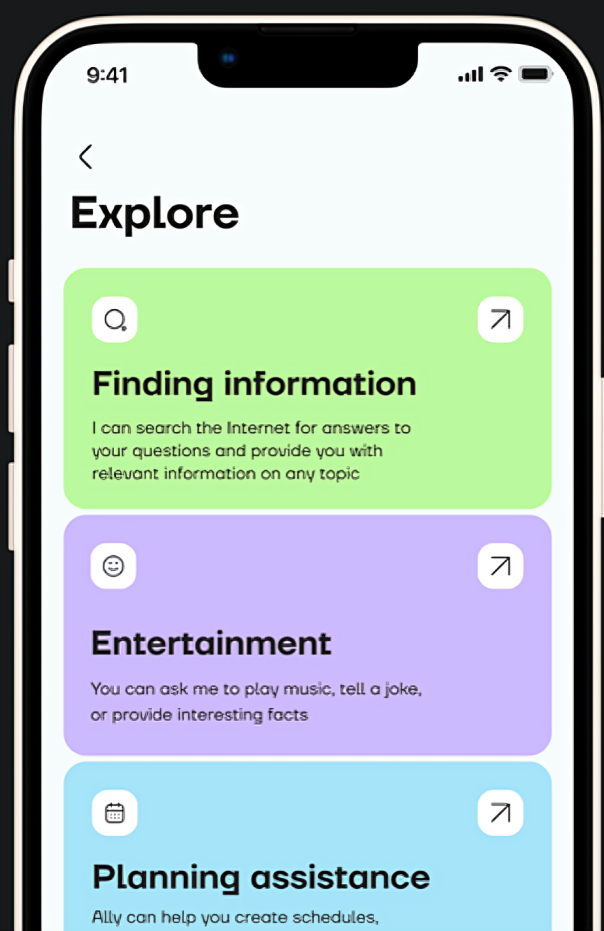 9:41
Explore
Finding information
I can search the Internet for answers to
your questions and provide you with
relevant information on any topic
Entertainment
You can ask me to play music, tell a joke,
or provide interesting facts
Planning assistance
Ally can help you create schedules,